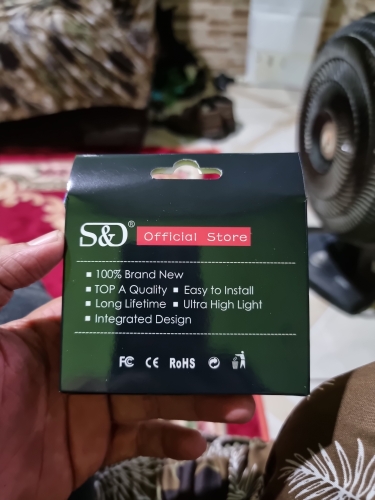 S&D® Official Store
■ 100% Brand New
■ TOP A Quality ■ Easy to Install
■ Long Lifetime ■ Ultra High Light
■ Integrated Design
FC CE RoHS